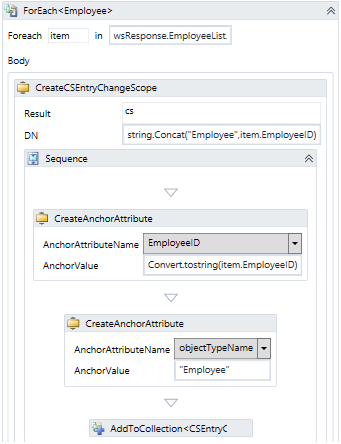 ForEach<Employee>
Foreach item in wsResponse.EmployeeList
Body
CreateCSEntryChangeScope
Result cs
DN string.Concat("Employee",item.EmployeeID)
Sequence
CreateAnchorAttribute
AnchorAttributeName EmployeeID
AnchorValue Convert.tostring(item.EmployeeID)
CreateAnchorAttribute
AnchorAttributeName objectTypeName
AnchorValue "Employee"
AddToCollection<CSEntryC